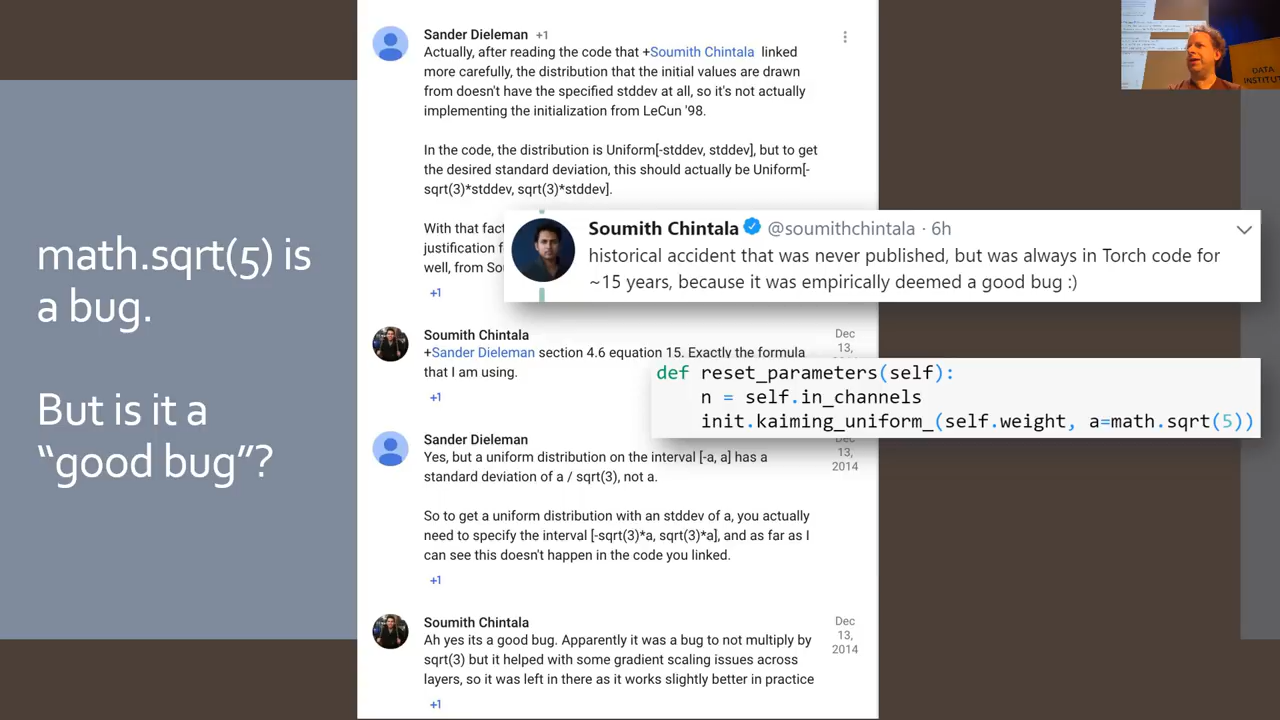 math.sqrt(5) is
a bug.
But is it a
“good bug”?
Sander Dieleman +1
Actually, after reading the code that +Soumith Chintala linked
more carefully, the distribution that the initial values are drawn
from doesn't have the specified stddev at all, so it's not actually
implementing the initialization from LeCun '98.
In the code, the distribution is Uniform[-stddev, stddev], but to get
the desired standard deviation, this should actually be Uniform[-
sqrt(3)*stddev, sqrt(3)*stddev].
With that fact
justification f
well, from So
+1
Soumith Chintala @soumithchintala · 6h
historical accident that was never published, but was always in Torch code for
~15 years, because it was empirically deemed a good bug :)
Soumith Chintala
Dec
13,
+Sander Dieleman section 4.6 equation 15. Exactly the formula
that I am using.
+1
def reset_parameters(self):
n = self.in_channels
init.kaiming_uniform_(self.weight, a=math.sqrt(5))
Sander Dieleman
Dec
13,
2014
Yes, but a uniform distribution on the interval [-a, a] has a
standard deviation of a / sqrt(3), not a.
So to get a uniform distribution with an stddev of a, you actually
need to specify the interval [-sqrt(3)*a, sqrt(3)*a], and as far as I
can see this doesn't happen in the code you linked.
+1
Soumith Chintala
Dec
13,
2014
Ah yes its a good bug. Apparently it was a bug to not multiply by
sqrt(3) but it helped with some gradient scaling issues across
layers, so it was left in there as it works slightly better in practice
+1
DATA